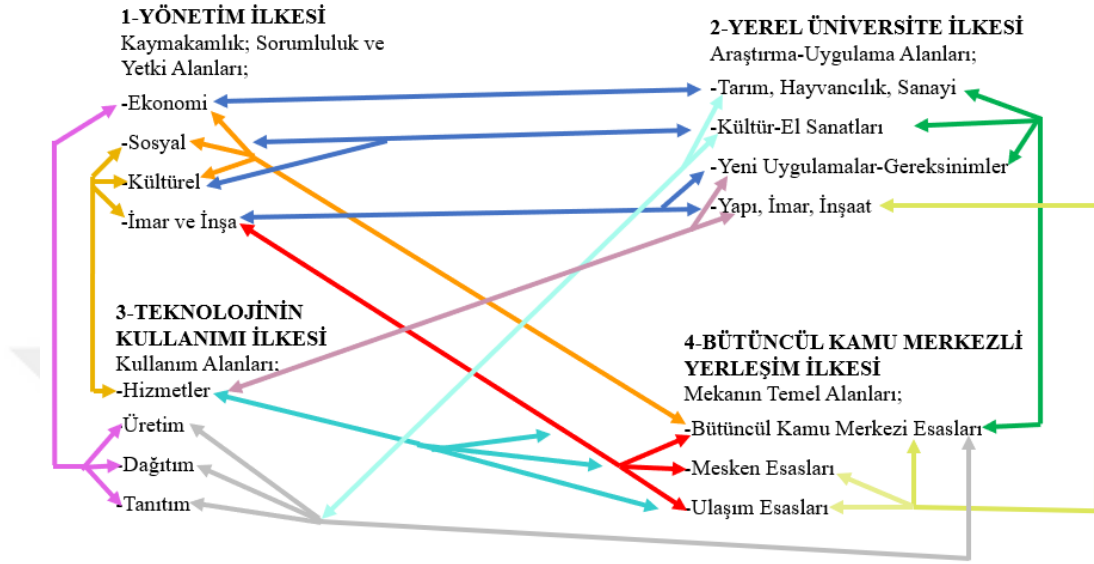 1-YÖNETİM İLKESİ
Kaymakamlık; Sorumluluk ve
Yetki Alanları;
-Ekonomi
-Sosyal
-Kültürel
-İmar ve İnşa
2-YEREL ÜNİVERSİTE İLKESİ
Araştırma-Uygulama Alanları;
-Tarım, Hayvancılık, Sanayi
-Kültür-El Sanatları
-Yeni Uygulamalar-Gereksinimler
-Yapı, İmar, İnşaat
3-TEKNOLOJİNİN
KULLANIMI İLKESİ
Kullanım Alanları;
-Hizmetler
-Üretim
-Dağıtım
-Tanıtım
4-BÜTÜNCÜL KAMU MERKEZLİ
YERLEŞİM İLKESİ
Mekanın Temel Alanları;
-Bütüncül Kamu Merkezi Esasları
-Mesken Esasları
-Ulaşım Esasları